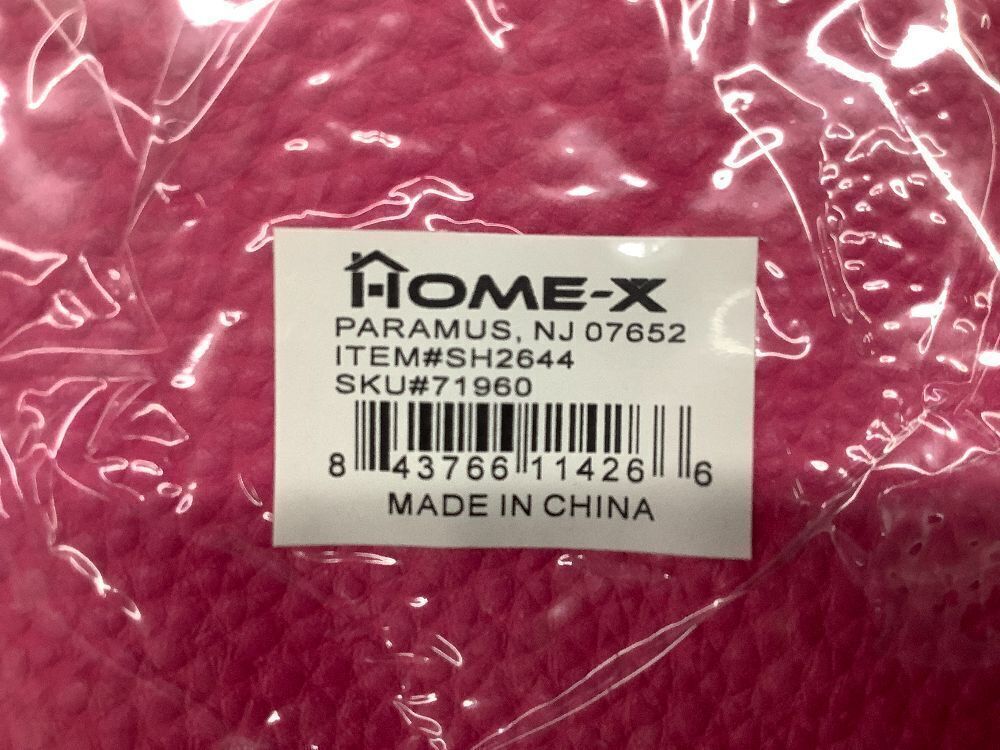 HOME-X
PARAMUS, NJ 07652
ITEM#SH2644
SKU#71960
8 43766 11426 6
MADE IN CHINA